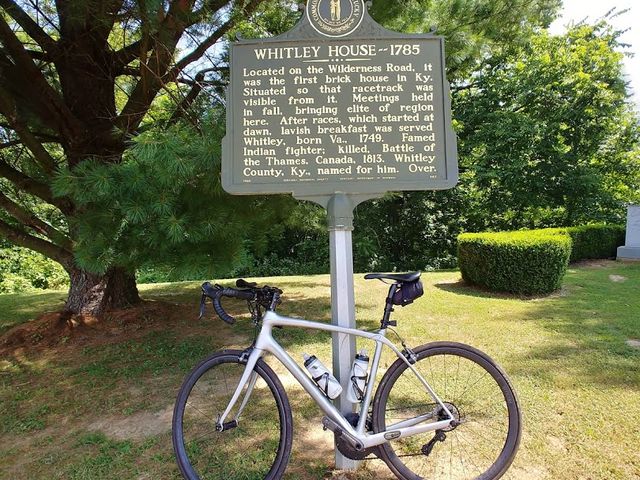 WHITLEY HOUSE--1785
Located on the Wilderness Road. It
was the first brick house in Ky.
Situated so that racetrack was
visible from it. Meetings held
in fall, bringing elite of region
here. After races, which started at
dawn, lavish breakfast was served
Whitley, born Va., 1749. Famed
Indian fighter, killed, Battle of
the Thames, Canada, 1813. Whitley
County, Ky., named for him. Over.